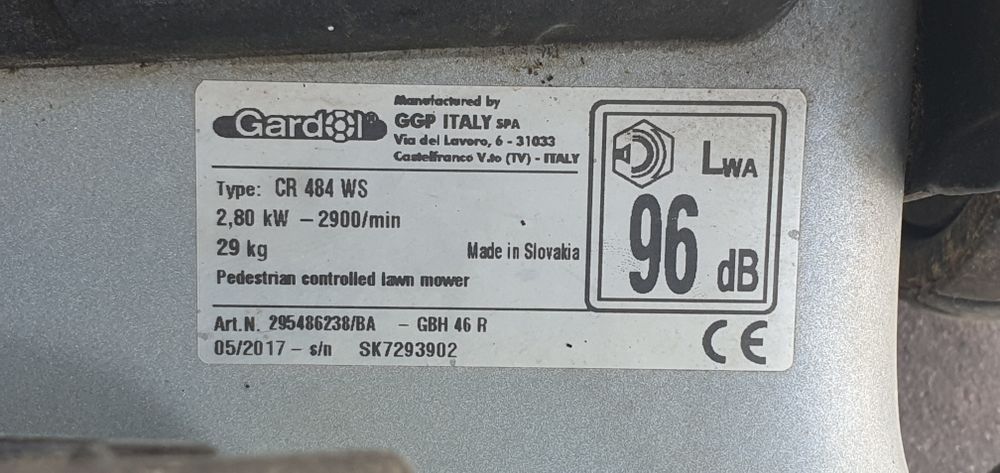 Gardol®
Manufactured by
GGP ITALY SPA
Via del Lavoro, 6 - 31033
Castelfranco V.to (TV) - ITALY
Type: CR 484 WS
2,80 kW - 2900/min
29 kg
Made in Slovakia
Pedestrian controlled lawn mower
LWA
96 dB
Art.N. 295486238/BA - GBH 46 R
05/2017 - s/n SK7293902
CE